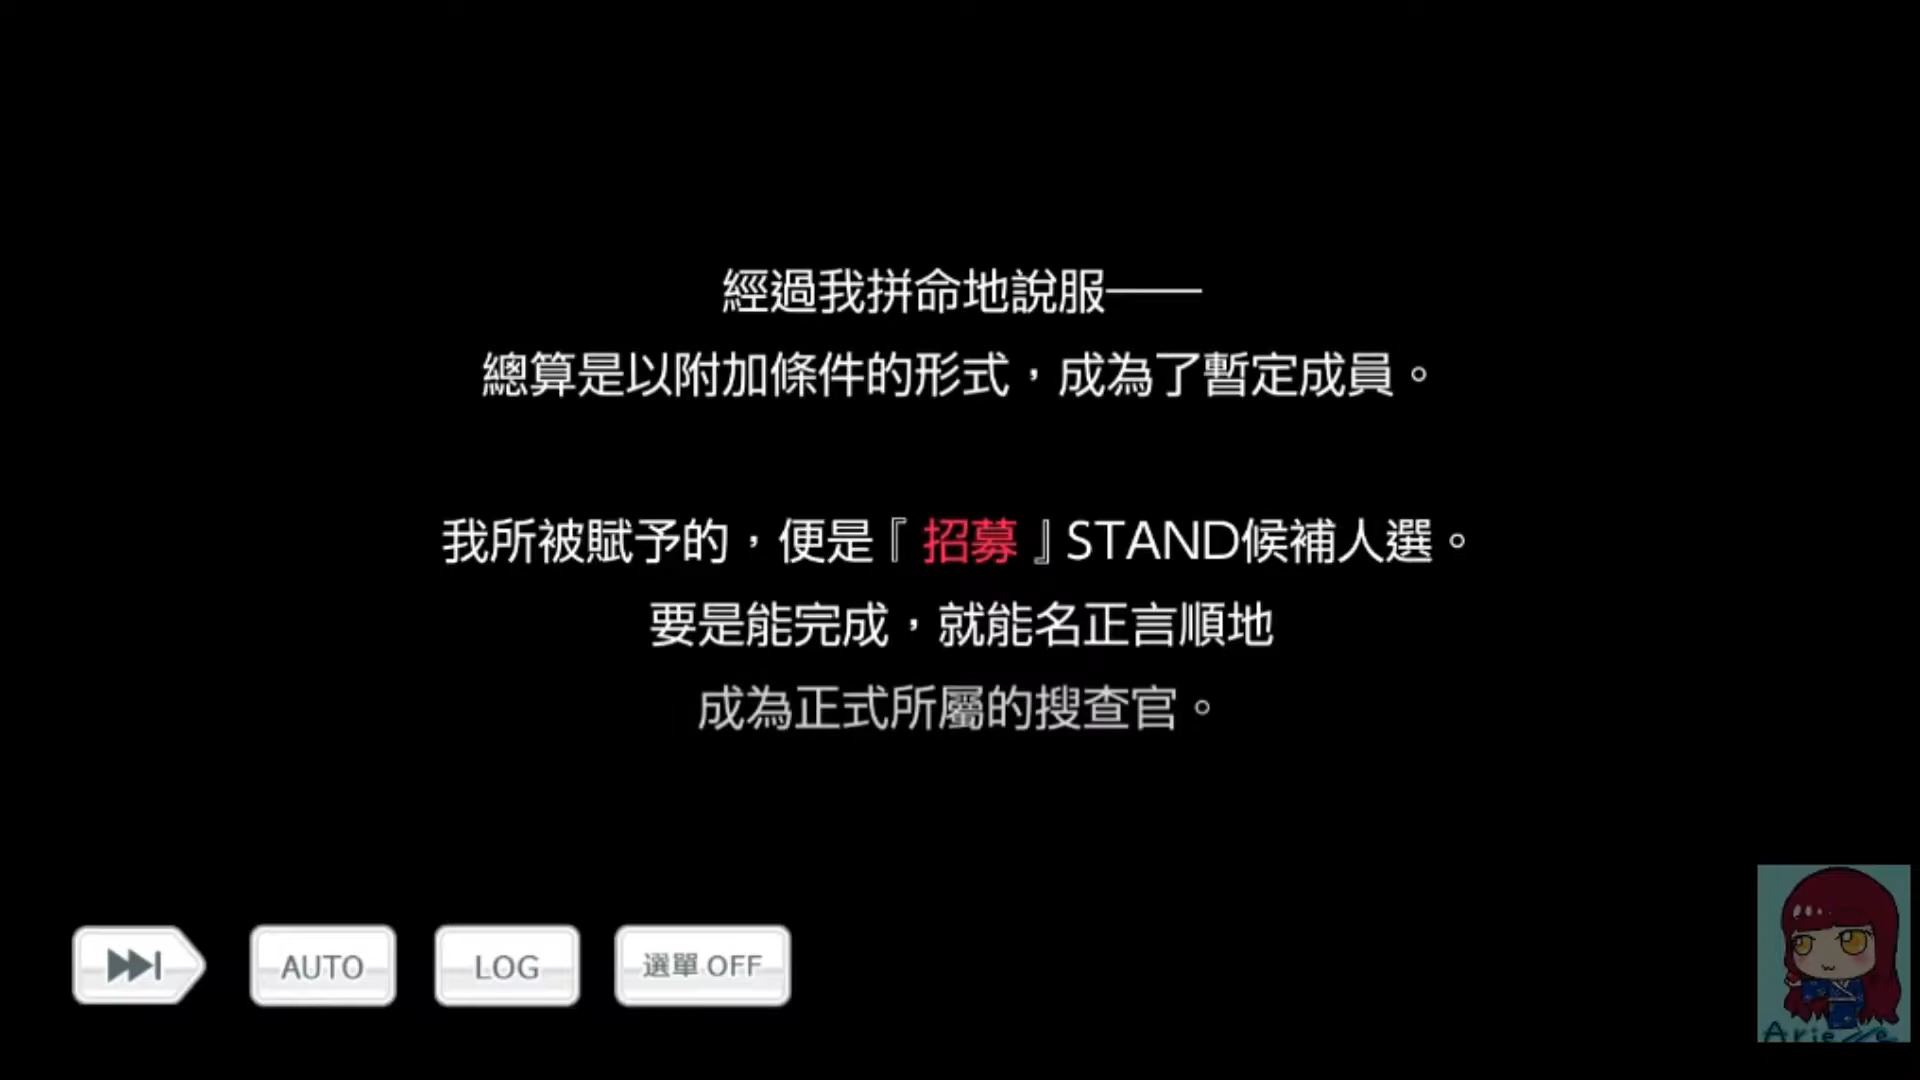 經過我拼命地說服——
總算是以附加條件的形式，成為了暫定成員。
我所被賦予的，便是『招募』STAND候補人選。
要是能完成，就能名正言順地
成為正式所屬的搜查官。
AUTO
LOG
選單 OFF